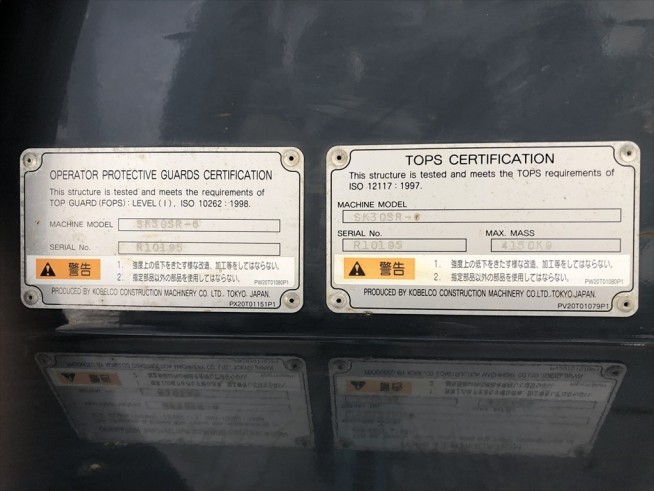 OPERATOR PROTECTIVE GUARDS CERTIFICATION
This structure is tested and meets the requirements of
TOP GUARD (FOPS) : LEVEL ( I ) , ISO 10262 : 1998.
MACHINE MODEL SK30SR-6
SERIAL No. R10195
警告
1. 強度上の低下をきたす様な改造、加工等をしてはならない。
2. 指定部品以外の部品を使用してはならない。
PW20T01080P1
PRODUCED BY KOBELCO CONSTRUCTION MACHINERY CO. LTD. TOKYO. JAPAN.
PX20T01151P1
TOPS CERTIFICATION
This structure is tested and meets the TOPS requirements of
ISO 12117 : 1997.
MACHINE MODEL
SK30SR-6
SERIAL No. MAX. MASS
R10195 4150KG
警告
1. 強度上の低下をきたす様な改造、加工等をしてはならない。
2. 指定部品以外の部品を使用してはならない。
PW20T01080P1
PRODUCED BY KOBELCO CONSTRUCTION MACHINERY CO. LTD. TOKYO. JAPAN.
PV20T01079P1